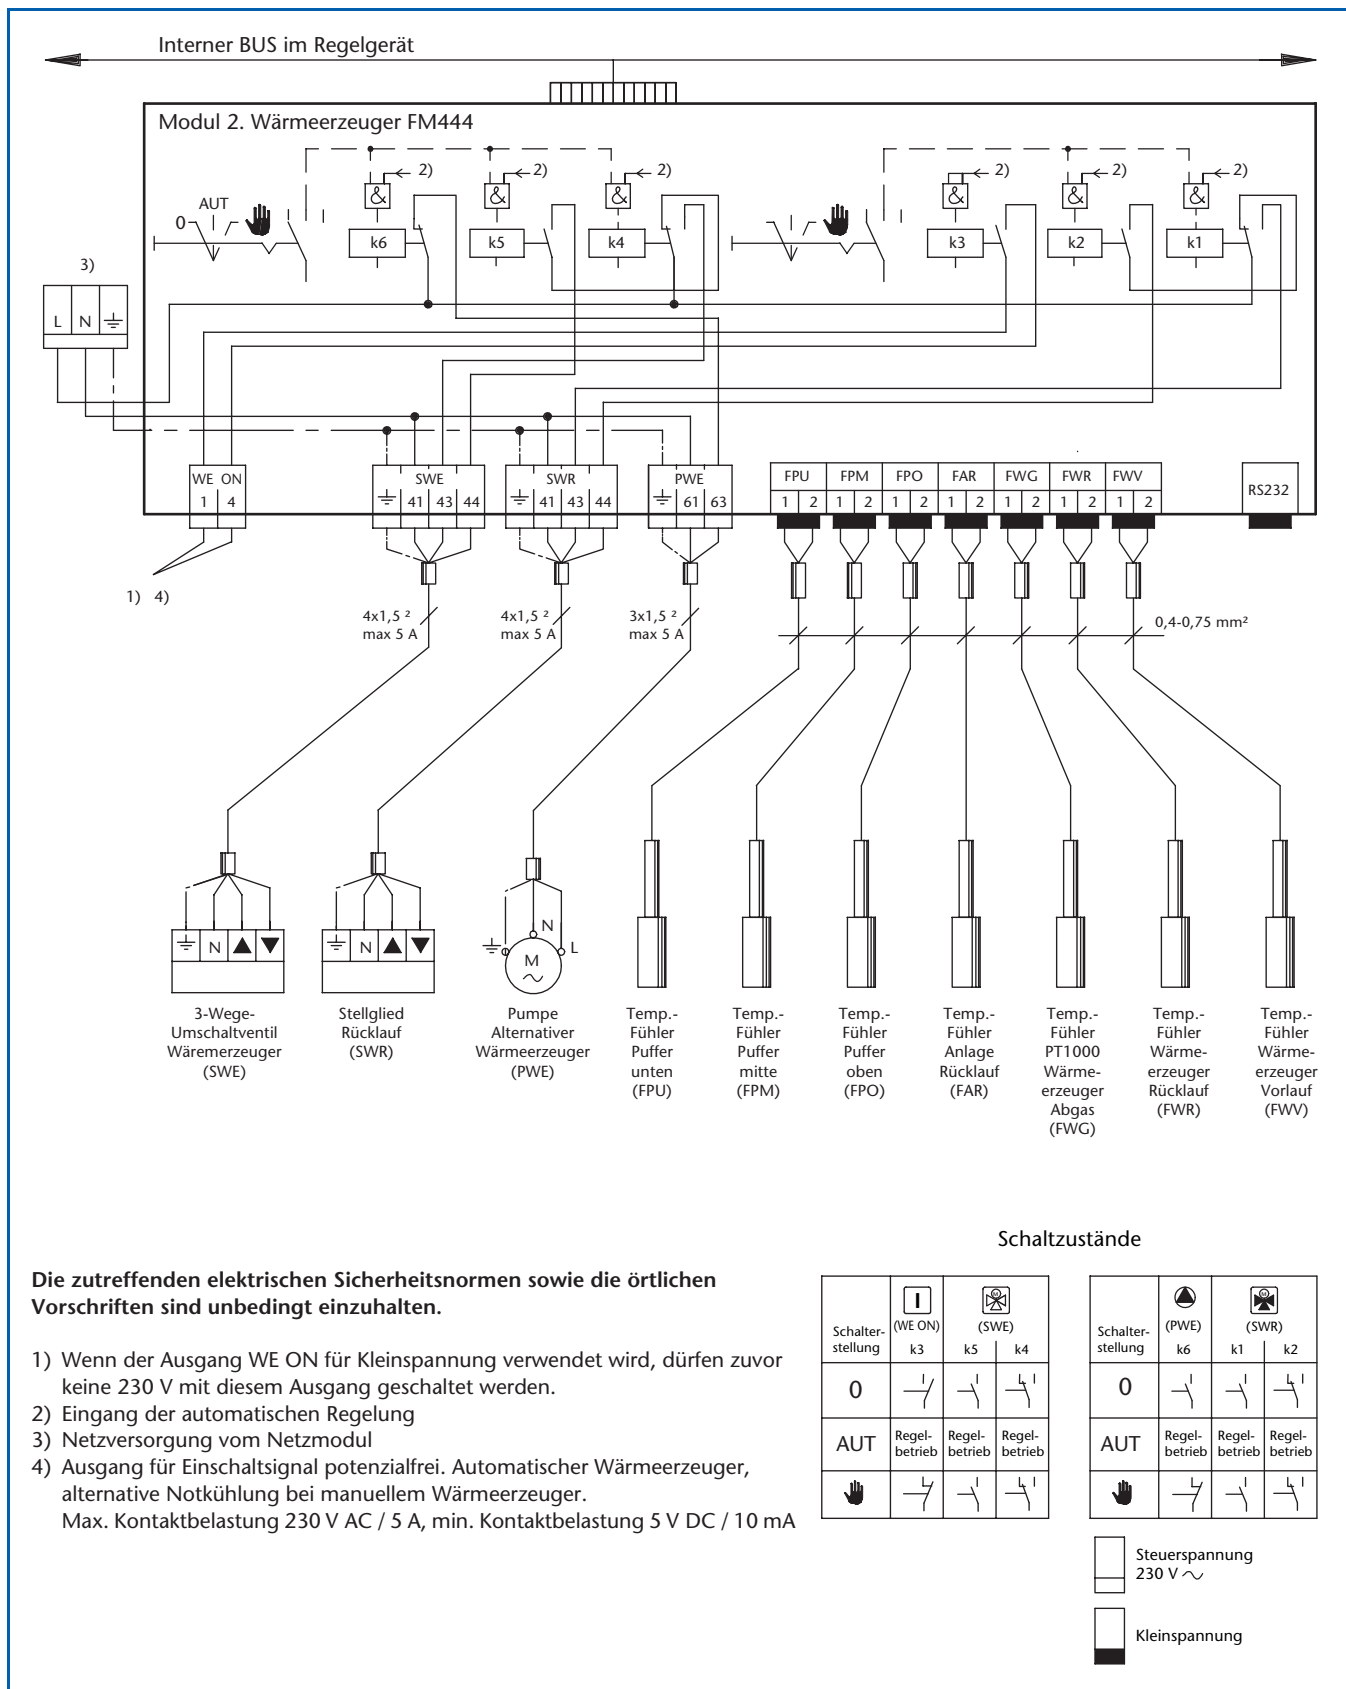 Interner BUS im Regelgerät
Modul 2. Wärmeerzeuger FM444
2) 2) 2) 2) 2) 2)
& & & & & &
0 AUT
k6 k5 k4 k3 k2 k1
3)
L N
WE ON SWE SWR PWE
1 4 41 43 44 41 43 44 61 63
FPU FPM FPO FAR FWG FWR FWV
1 2 1 2 1 2 1 2 1 2 1 2 1 2
RS232
1) 4)
4x1,5 ²
max 5 A
4x1,5 ²
max 5 A
3x1,5 ²
max 5 A
0,4-0,75 mm²
N
N
N
L
M
3-Wege-
Umschaltventil
Wäremerzeuger
(SWE)
Stellglied
Rücklauf
(SWR)
Pumpe
Alternativer
Wärmeerzeuger
(PWE)
Temp.-
Fühler
Puffer
unten
(FPU)
Temp.-
Fühler
Puffer
mitte
(FPM)
Temp.-
Fühler
Puffer
oben
(FPO)
Temp.-
Fühler
Anlage
Rücklauf
(FAR)
Temp.-
Fühler
PT1000
Wärme-
erzeuger
Abgas
(FWG)
Temp.-
Fühler
Wärme-
erzeuger
Rücklauf
(FWR)
Temp.-
Fühler
Wärme-
erzeuger
Vorlauf
(FWV)
Die zutreffenden elektrischen Sicherheitsnormen sowie die örtlichen
Vorschriften sind unbedingt einzuhalten.
1) Wenn der Ausgang WE ON für Kleinspannung verwendet wird, dürfen zuvor
keine 230 V mit diesem Ausgang geschaltet werden.
2) Eingang der automatischen Regelung
3) Netzversorgung vom Netzmodul
4) Ausgang für Einschaltsignal potenzialfrei. Automatischer Wärmeerzeuger,
alternative Notkühlung bei manuellem Wärmeerzeuger.
Max. Kontaktbelastung 230 V AC / 5 A, min. Kontaktbelastung 5 V DC / 10 mA
Schaltzustände
I M
Schalter-
stellung
(WE ON) (SWE)
k3 k5 k4
0
AUT
Regel-
betrieb
Regel-
betrieb
Regel-
betrieb
M
Schalter-
stellung
(PWE) (SWR)
k6 k1 k2
0
AUT
Regel-
betrieb
Regel-
betrieb
Regel-
betrieb
Steuerspannung
230 V
Kleinspannung